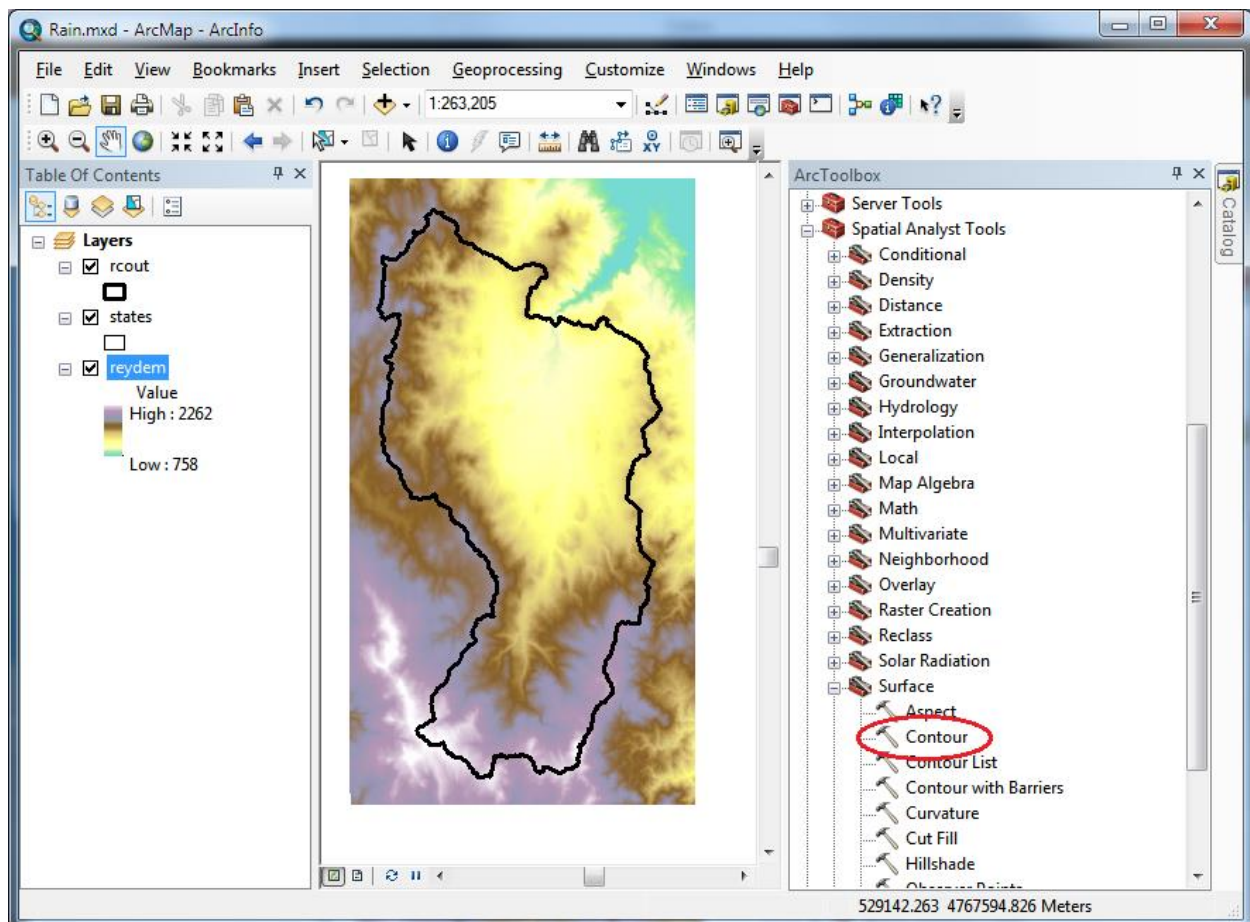 Rain.mxd - ArcMap - ArcInfo
File Edit View Bookmarks Insert Selection Geoprocessing Customize Windows Help
1:263,205
Table Of Contents
Layers
rcout
states
reydem
Value
High : 2262
Low : 758
ArcToolbox
Server Tools
Spatial Analyst Tools
Conditional
Density
Distance
Extraction
Generalization
Groundwater
Hydrology
Interpolation
Local
Map Algebra
Math
Multivariate
Neighborhood
Overlay
Raster Creation
Reclass
Solar Radiation
Surface
Aspect
Contour
Contour List
Contour with Barriers
Curvature
Cut Fill
Hillshade
Observer Points
Catalog
529142.263 4767594.826 Meters